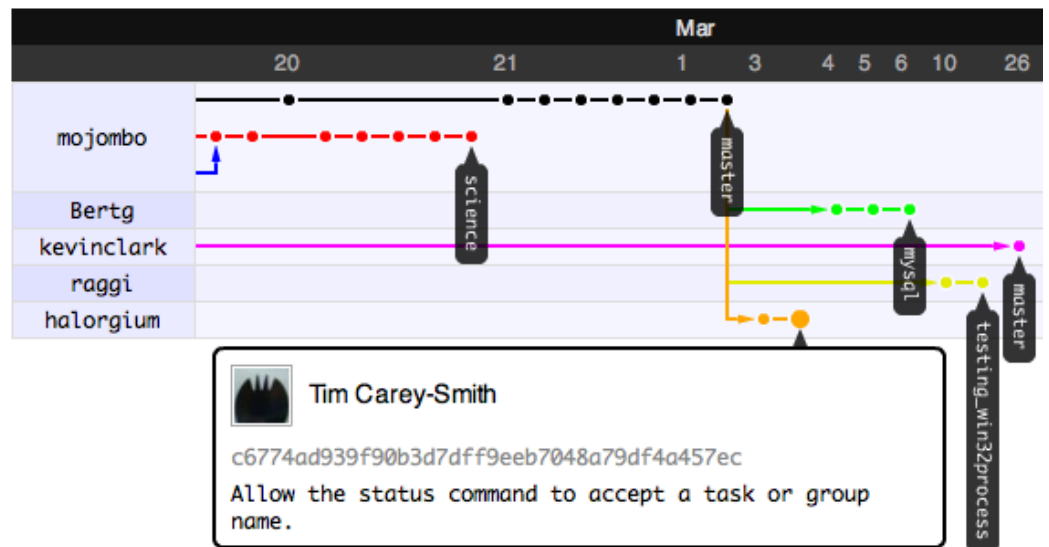 Mar
20 21 1 3 4 5 6 10 26
mojombo
master
science
Bertg
mysql
kevinclark
master
raggi
testing_win32process
halorgium
Tim Carey-Smith
c6774ad939f90b3d7dff9eeb7048a79df4a457ec
Allow the status command to accept a task or group
name.